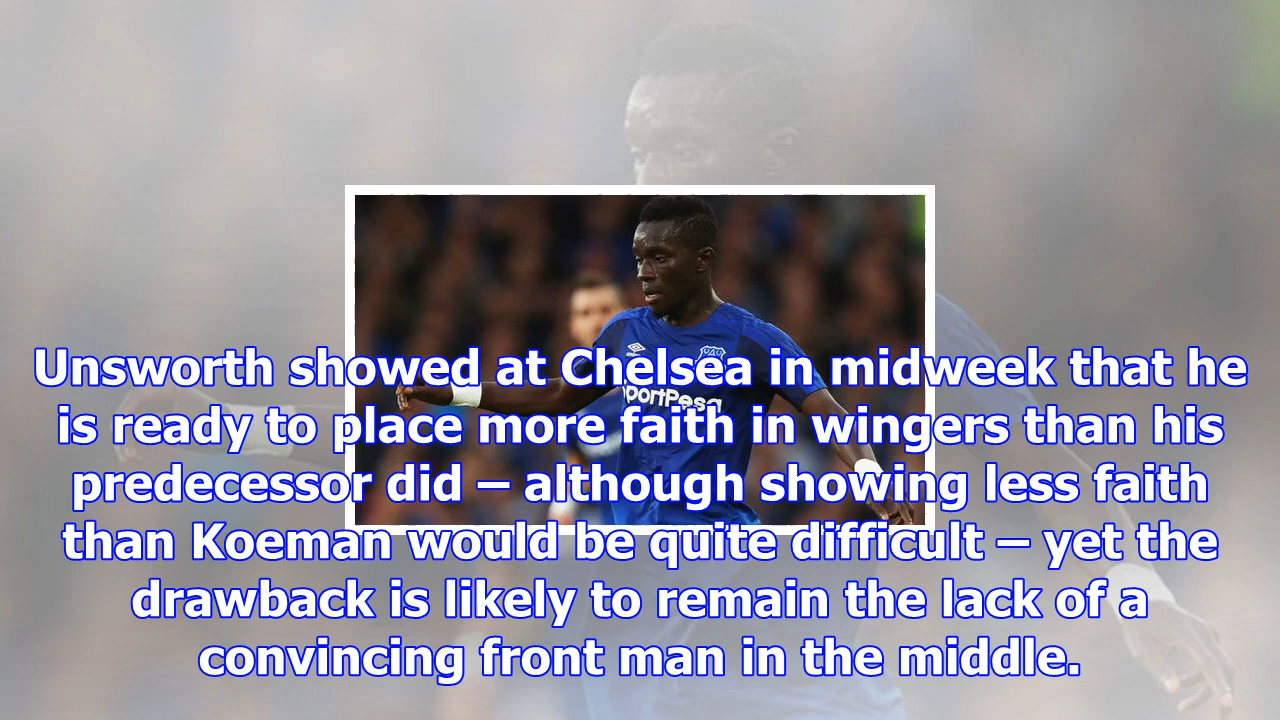 Unsworth showed at Chelsea in midweek that he
is ready to place more faith in wingers than his
predecessor did – although showing less faith
than Koeman would be quite difficult – yet the
drawback is likely to remain the lack of a
convincing front man in the middle.
SportPesa